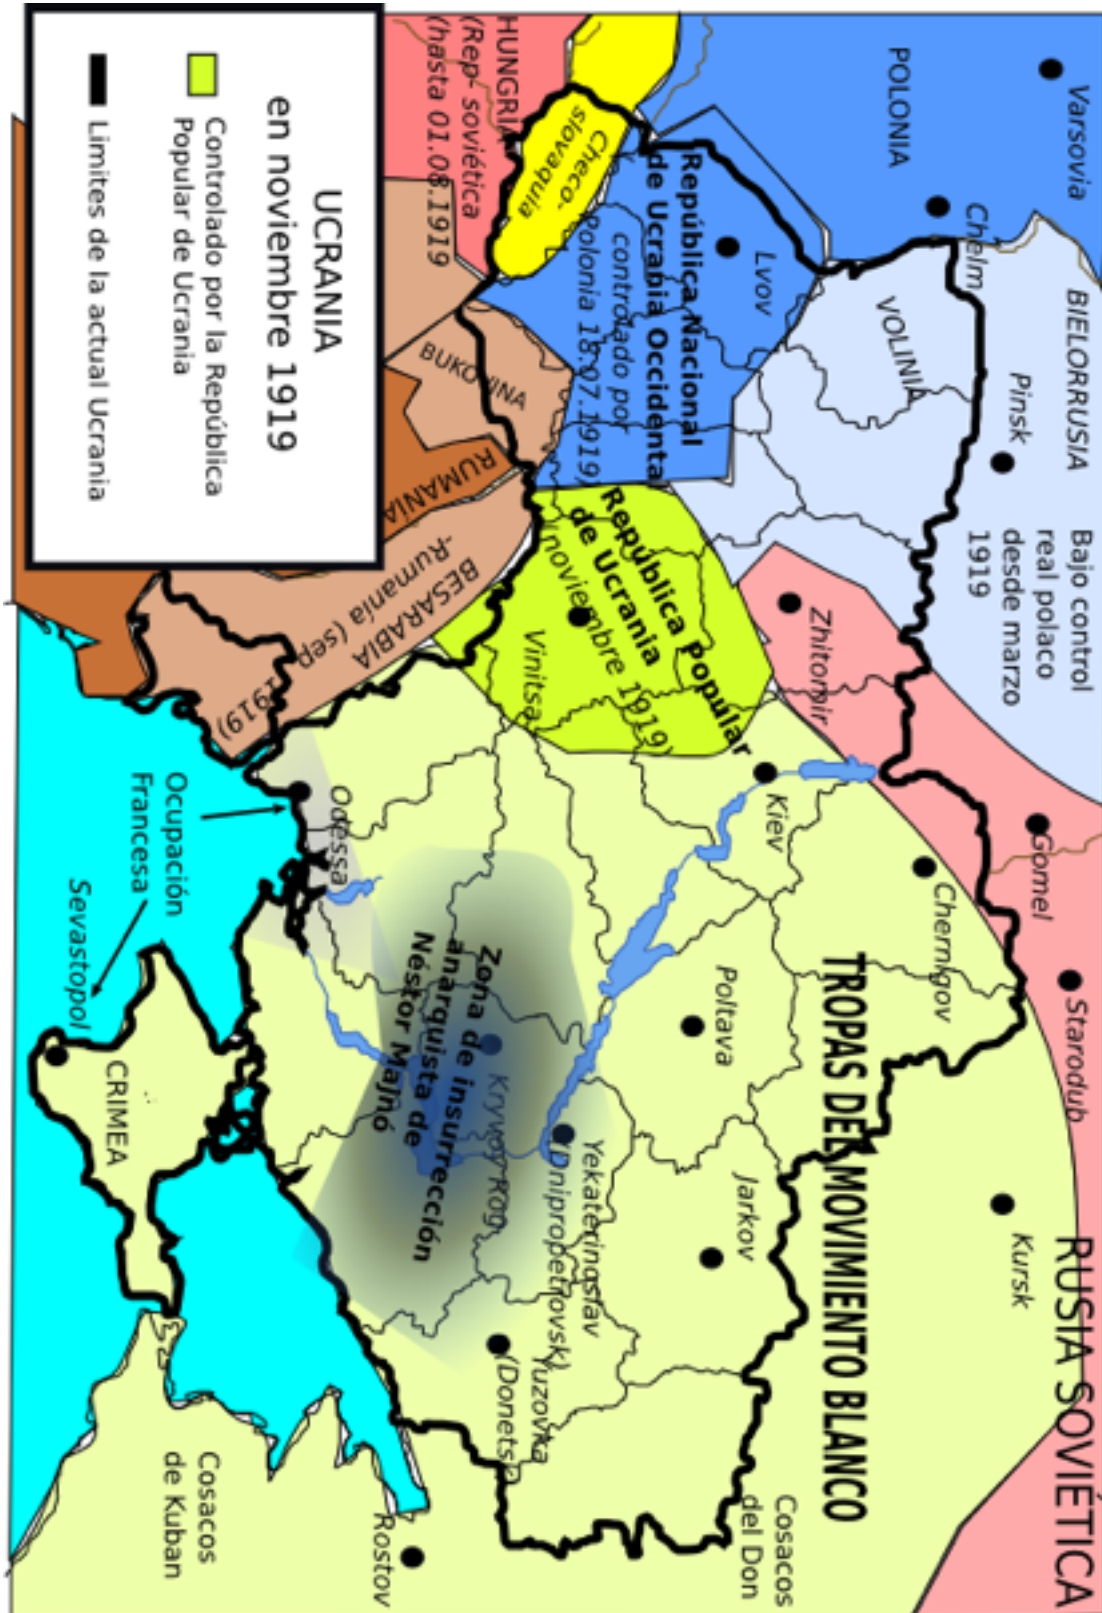 UCRANIA
en noviembre 1919
Controlado por la República
Popular de Ucrania
Limites de la actual Ucrania
Varsovia
POLONIA
Chelm
BIELORRUSIA
Pinsk
Bajo control
real polaco
desde marzo
1919
VOLINIA
Lvov
República Nacional
de Ucrania Occidental
controlado por
Polonia 18.07.1919)
Checo-
slovaquia
HUNGRIA
(Rep- soviética
(hasta 01.08.1919
BUKOVINA
RUMANIA
BESARABIA
-Rumanía (sep
1919)
República Popular
de Ucrania
(noviembre 1919)
Vinitsa
Zhitomir
Kiev
Gomel
Chernigov
Starodub
Kursk
RUSIA SOVIÉTICA
TROPAS DEL MOVIMIENTO BLANCO
Poltava
Jarkov
Yekaterinoslav
(Dnipropetrovsk)
Kryvoy Rog
Zona de insurrección
anarquista de
Néstor Majnó
Yuzovka
(Donetsk)
Cosacos
del Don
Rostov
Cosacos
de Kuban
Odessa
Ocupación
Francesa
Sevastopol
CRIMEA